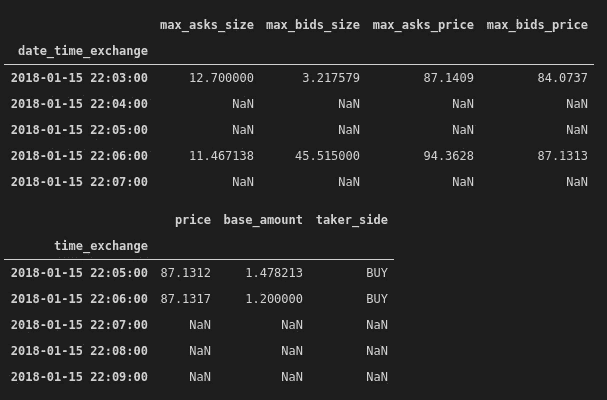 max_asks_size max_bids_size max_asks_price max_bids_price
date_time_exchange
2018-01-15 22:03:00 12.700000 3.217579 87.1409 84.0737
2018-01-15 22:04:00 NaN NaN NaN NaN
2018-01-15 22:05:00 NaN NaN NaN NaN
2018-01-15 22:06:00 11.467138 45.515000 94.3628 87.1313
2018-01-15 22:07:00 NaN NaN NaN NaN
price base_amount taker_side
time_exchange
2018-01-15 22:05:00 87.1312 1.478213 BUY
2018-01-15 22:06:00 87.1317 1.200000 BUY
2018-01-15 22:07:00 NaN NaN NaN
2018-01-15 22:08:00 NaN NaN NaN
2018-01-15 22:09:00 NaN NaN NaN